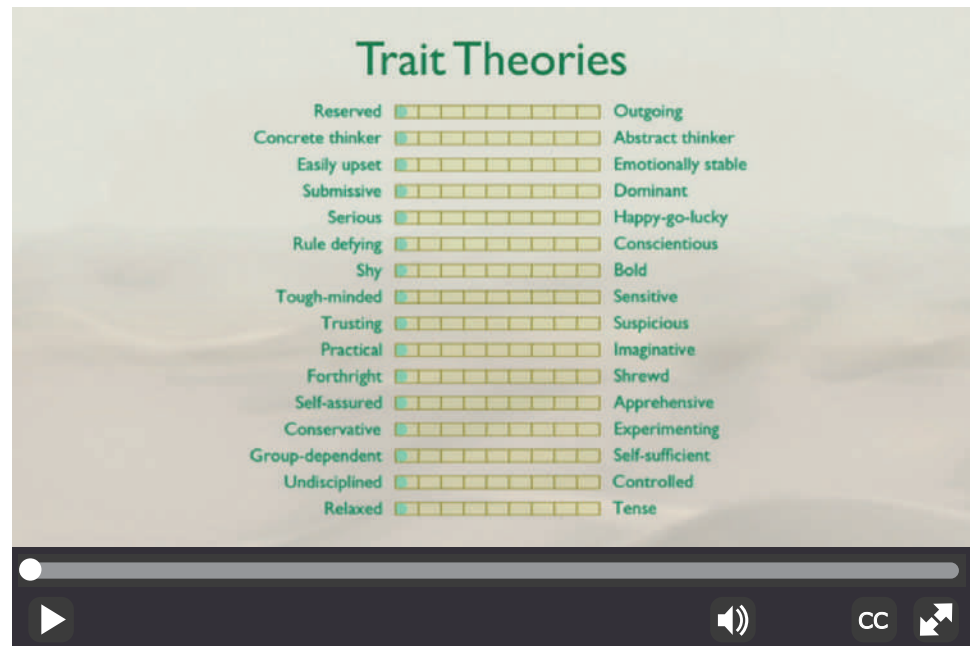 Trait Theories
Reserved Outgoing
Concrete thinker Abstract thinker
Easily upset Emotionally stable
Submissive Dominant
Serious Happy-go-lucky
Rule defying Conscientious
Shy Bold
Tough-minded Sensitive
Trusting Suspicious
Practical Imaginative
Forthright Shrewd
Self-assured Apprehensive
Conservative Experimenting
Group-dependent Self-sufficient
Undisciplined Controlled
Relaxed Tense
CC